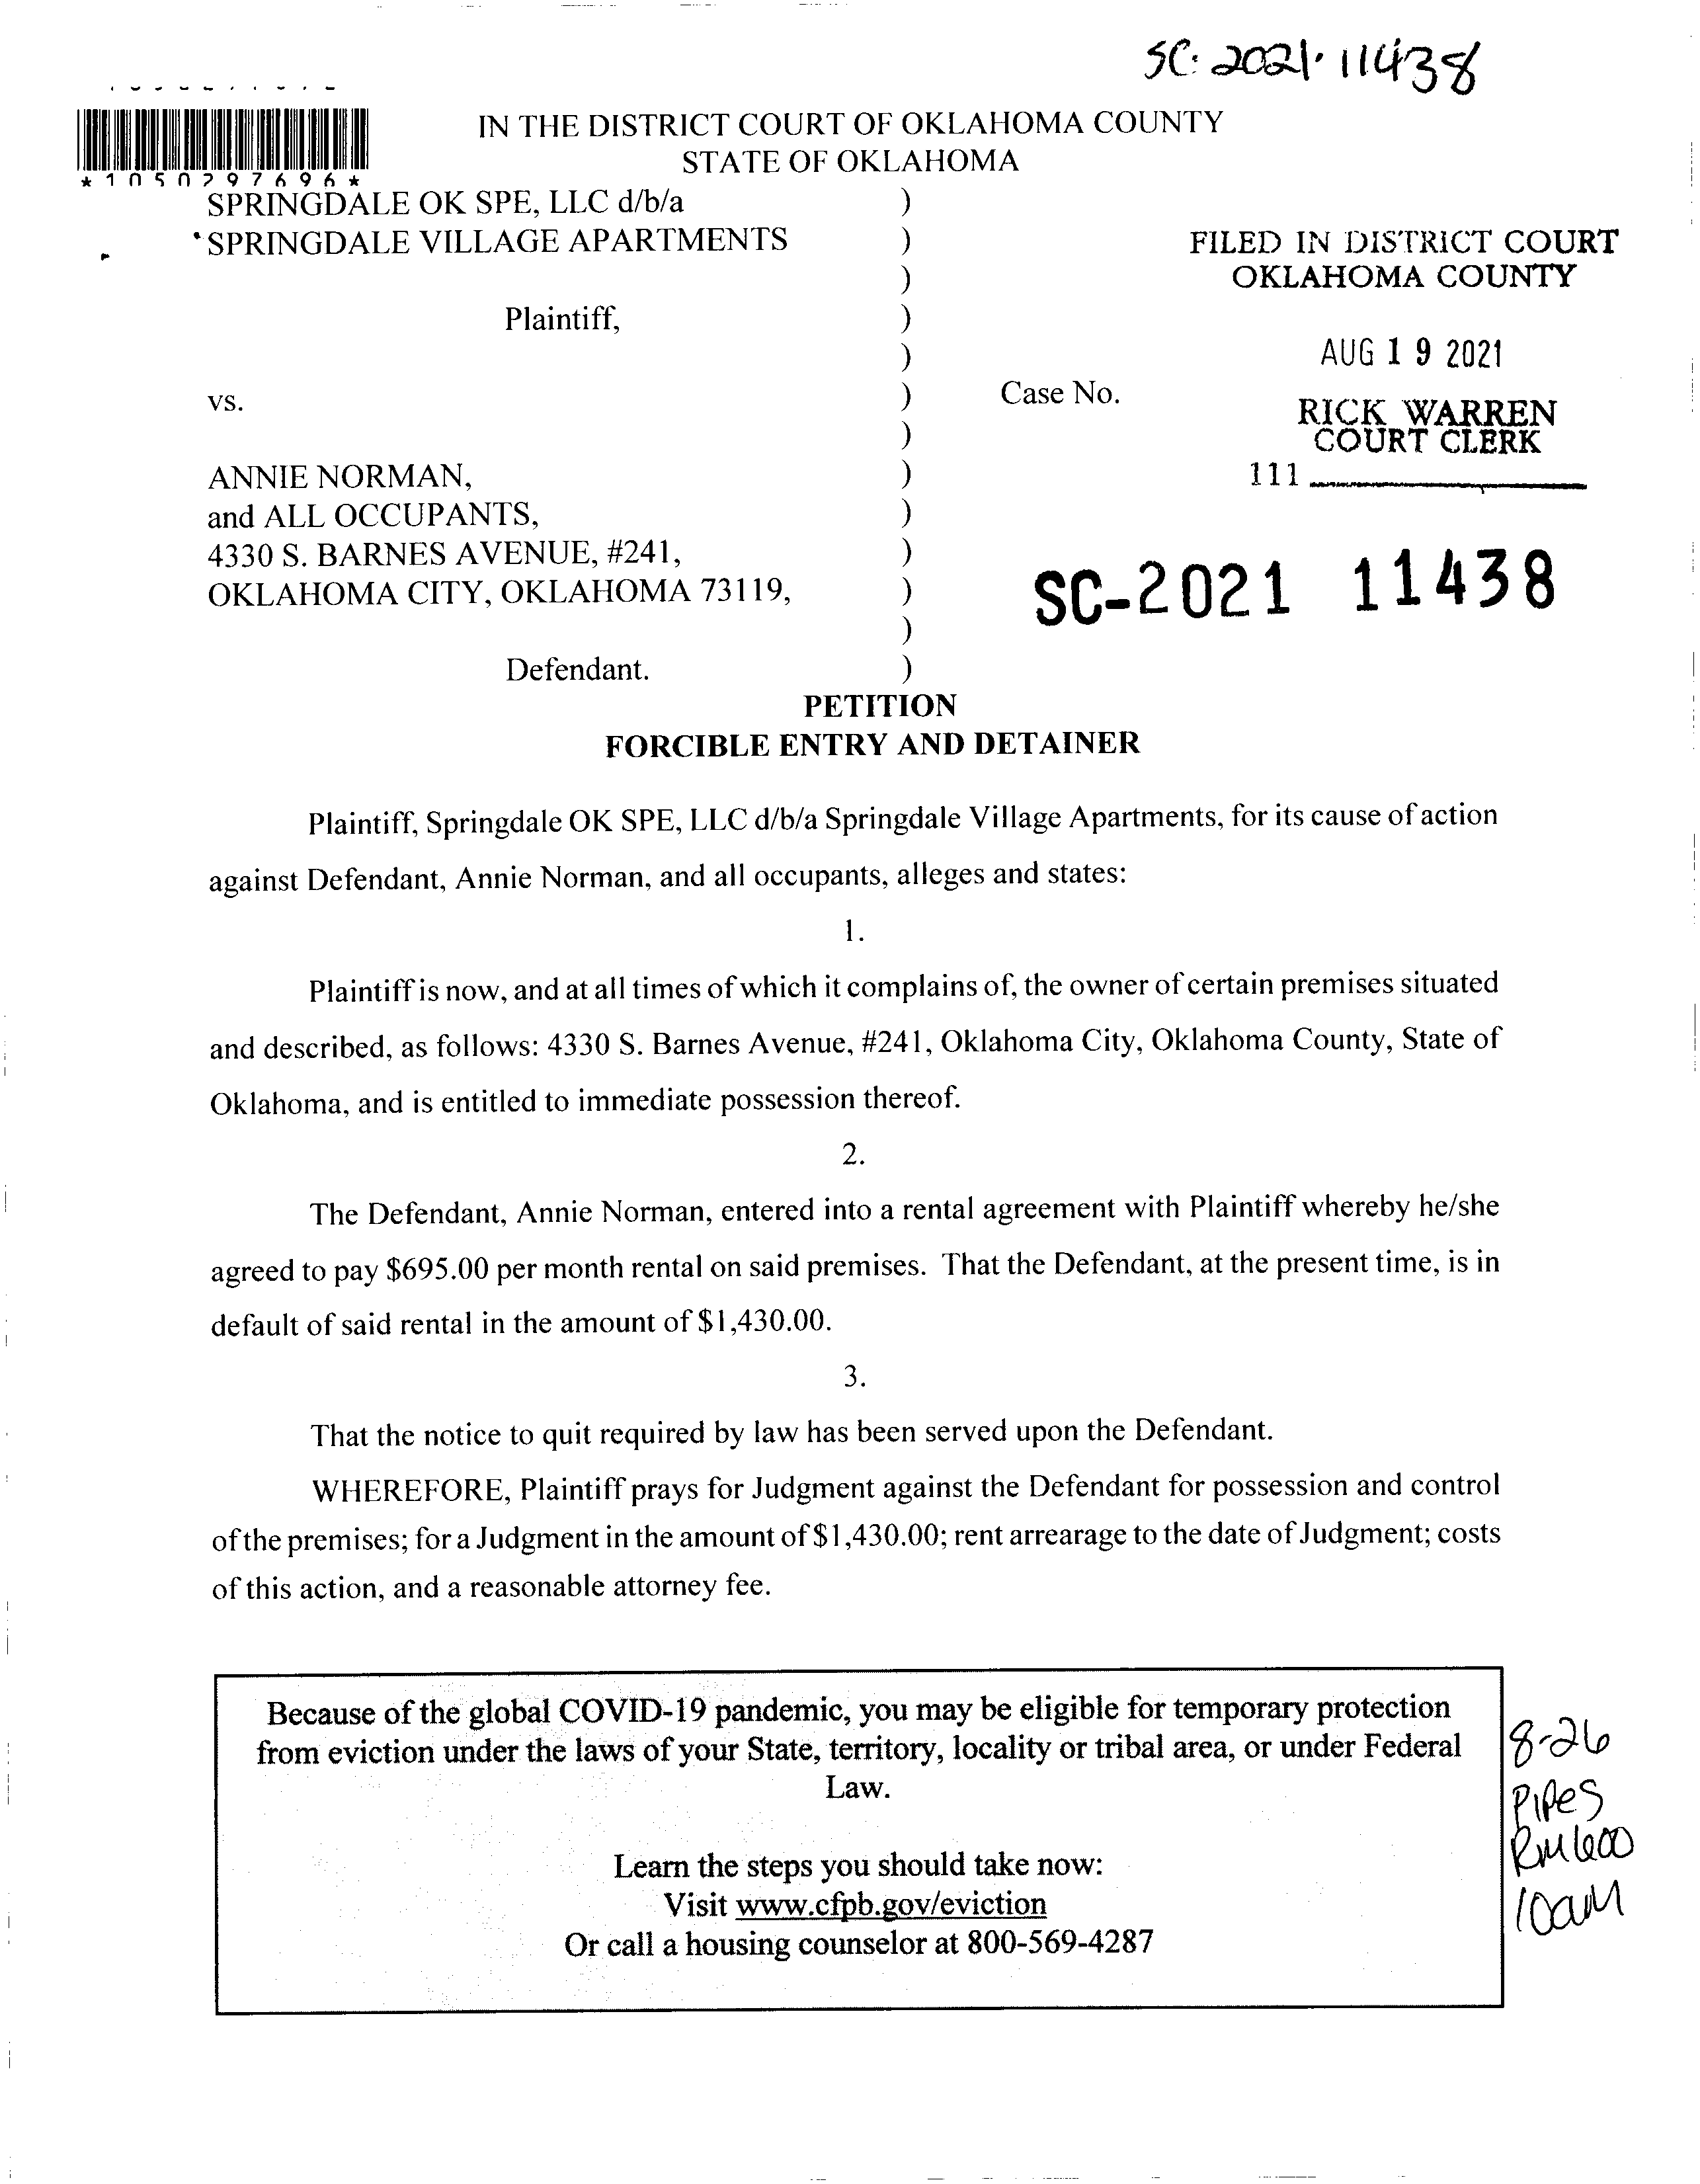 SC-2021-11438
IN THE DISTRICT COURT OF OKLAHOMA COUNTY
STATE OF OKLAHOMA
*1050297696*
SPRINGDALE OK SPE, LLC d/b/a )
SPRINGDALE VILLAGE APARTMENTS )
)
Plaintiff, )
)
vs. )
)
ANNIE NORMAN, )
and ALL OCCUPANTS, )
4330 S. BARNES AVENUE, #241, )
OKLAHOMA CITY, OKLAHOMA 73119, )
)
Defendant. )
Case No.
FILED IN DISTRICT COURT
OKLAHOMA COUNTY
AUG 19 2021
RICK WARREN
COURT CLERK
111
SC-2021 11438
PETITION
FORCIBLE ENTRY AND DETAINER
Plaintiff, Springdale OK SPE, LLC d/b/a Springdale Village Apartments, for its cause of action
against Defendant, Annie Norman, and all occupants, alleges and states:
1.
Plaintiff is now, and at all times of which it complains of, the owner of certain premises situated
and described, as follows: 4330 S. Barnes Avenue, #241, Oklahoma City, Oklahoma County, State of
Oklahoma, and is entitled to immediate possession thereof.
2.
The Defendant, Annie Norman, entered into a rental agreement with Plaintiff whereby he/she
agreed to pay $695.00 per month rental on said premises. That the Defendant, at the present time, is in
default of said rental in the amount of $1,430.00.
3.
That the notice to quit required by law has been served upon the Defendant.
WHEREFORE, Plaintiff prays for Judgment against the Defendant for possession and control
of the premises; for a Judgment in the amount of $1,430.00; rent arrearage to the date of Judgment; costs
of this action, and a reasonable attorney fee.
Because of the global COVID-19 pandemic, you may be eligible for temporary protection
from eviction under the laws of your State, territory, locality or tribal area, or under Federal
Law.
Learn the steps you should take now:
Visit www.cfpb.gov/eviction
Or call a housing counselor at 800-569-4287
8-26
Pipes
Rm 600
10am